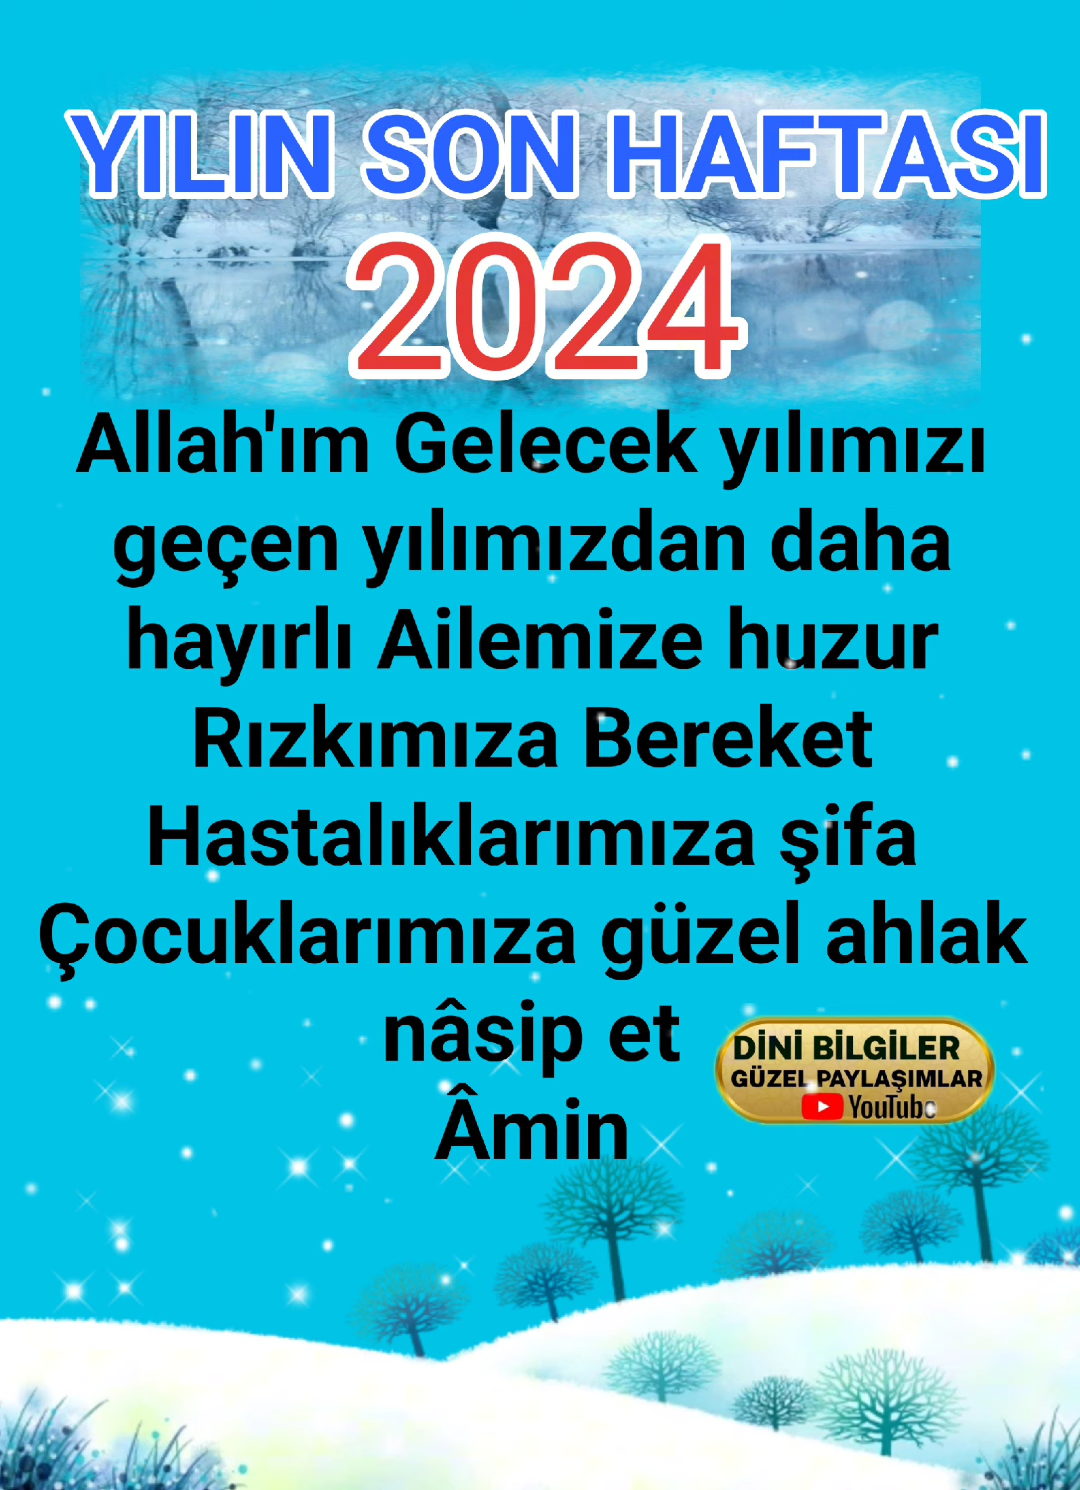 YILIN SON HAFTASI
2024
Allah'ım Gelecek yılımızı
geçen yılımızdan daha
hayırlı Ailemize huzur
Rızkımıza Bereket
Hastalıklarımıza şifa
Çocuklarımıza güzel ahlak
nâsip et
Âmin
DİNİ BİLGİLER
GÜZEL PAYLAŞIMLAR
YouTube